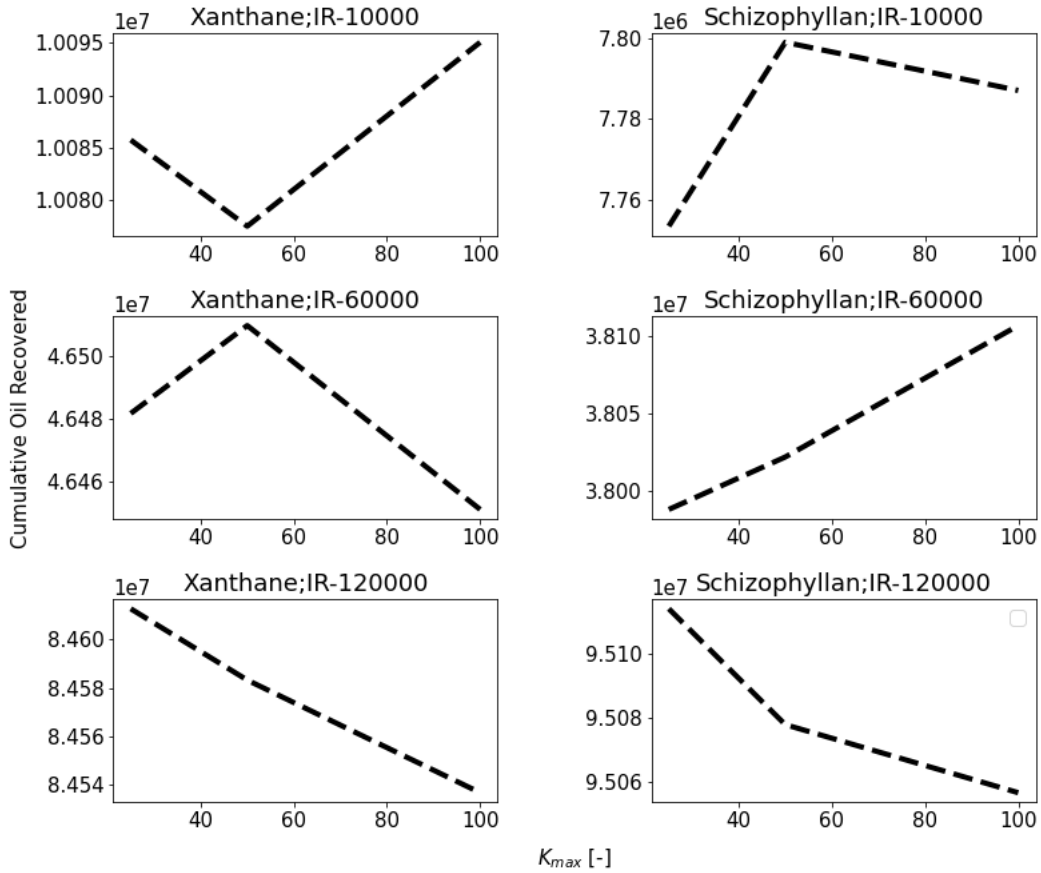 Xanthane;IR-10000
1e7
1.0095
1.0090
1.0085
1.0080
40 60 80 100
Schizophyllan;IR-10000
1e6
7.80
7.78
7.76
40 60 80 100
Cumulative Oil Recovered
Xanthane;IR-60000
1e7
4.650
4.648
4.646
40 60 80 100
Schizophyllan;IR-60000
1e7
3.810
3.805
3.800
40 60 80 100
Xanthane;IR-120000
1e7
8.460
8.458
8.456
8.454
40 60 80 100
Schizophyllan;IR-120000
1e7
9.510
9.508
9.506
40 60 80 100
K_max [-]